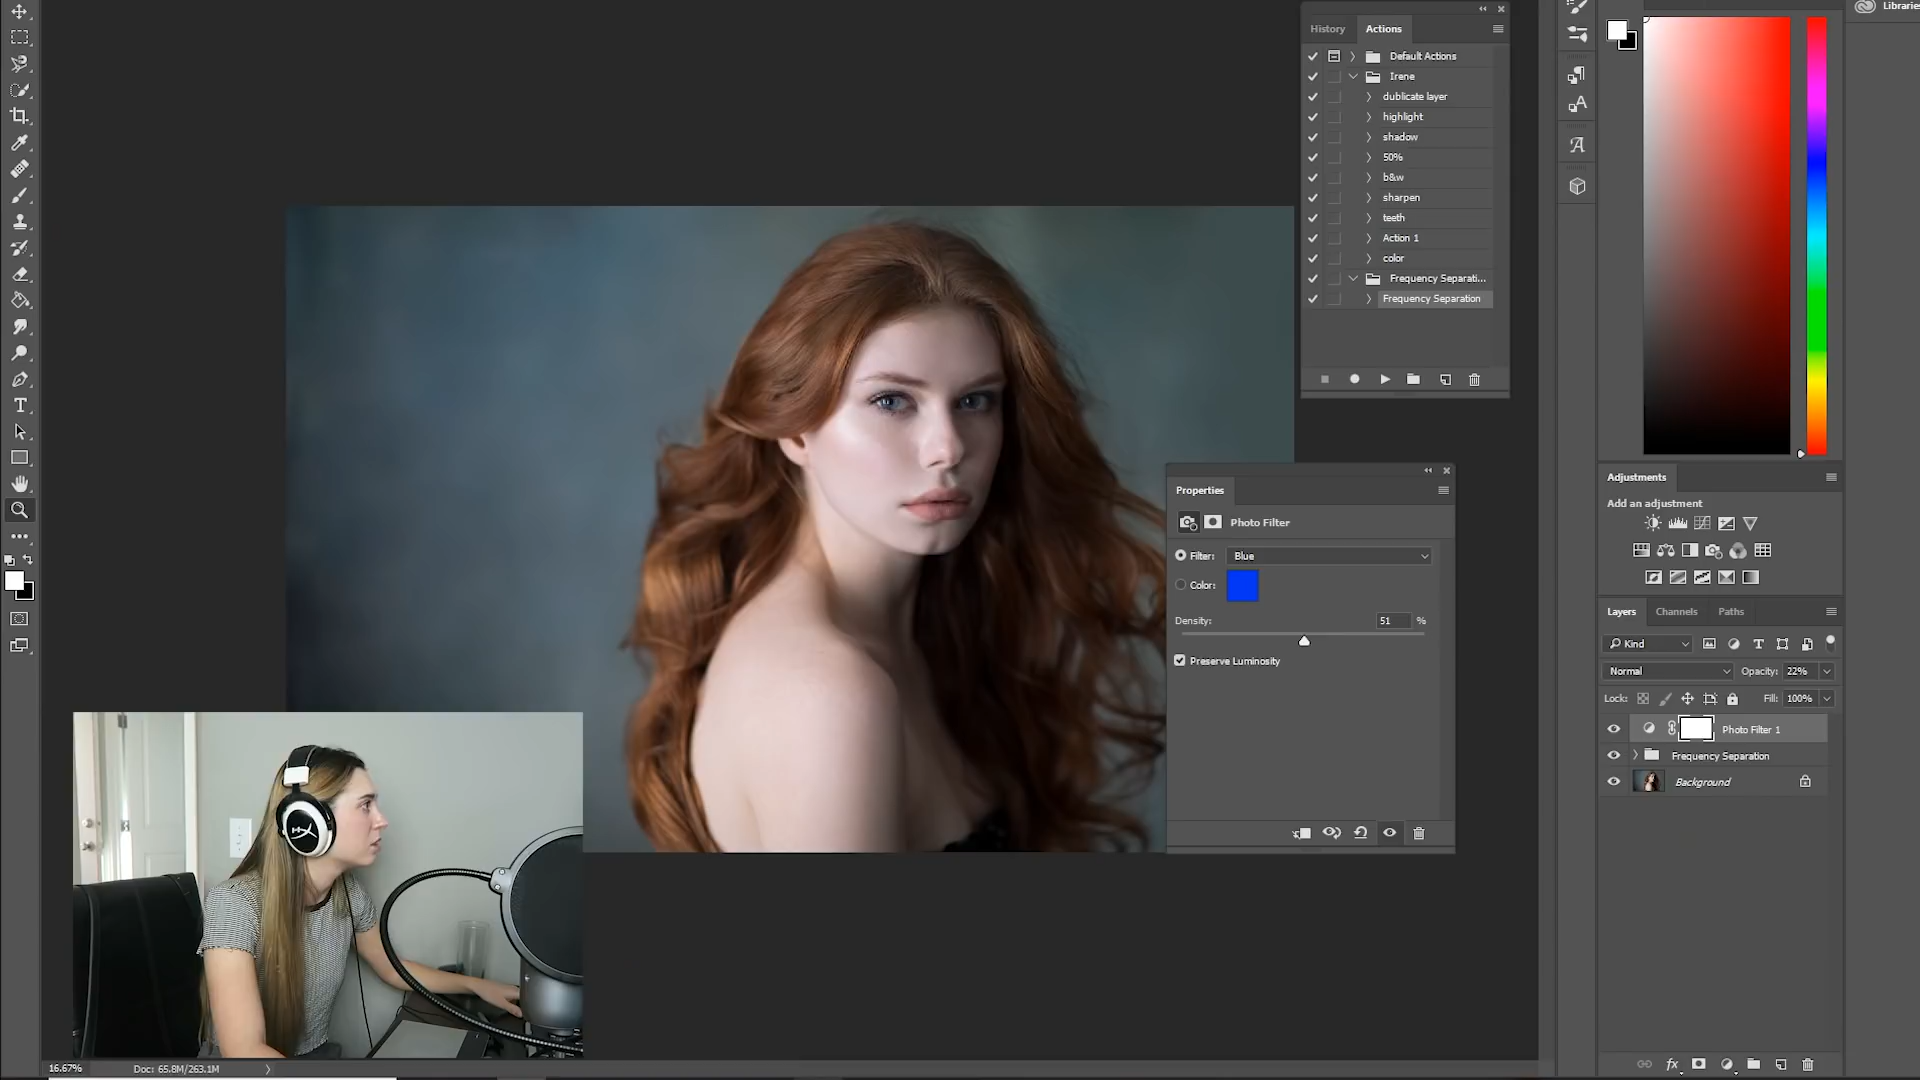 Libraries
History Actions
Default Actions
Irene
dublicate layer
highlight
shadow
50%
b&w
sharpen
teeth
Action 1
color
Frequency Separati...
Frequency Separation
Properties
Photo Filter
Filter: Blue
Color:
Density: 51 %
Preserve Luminosity
Adjustments
Add an adjustment
Layers Channels Paths
Kind
Normal Opacity: 22%
Lock: Fill: 100%
Photo Filter 1
Frequency Separation
Background
16.67% Doc: 65.8M/263.1M